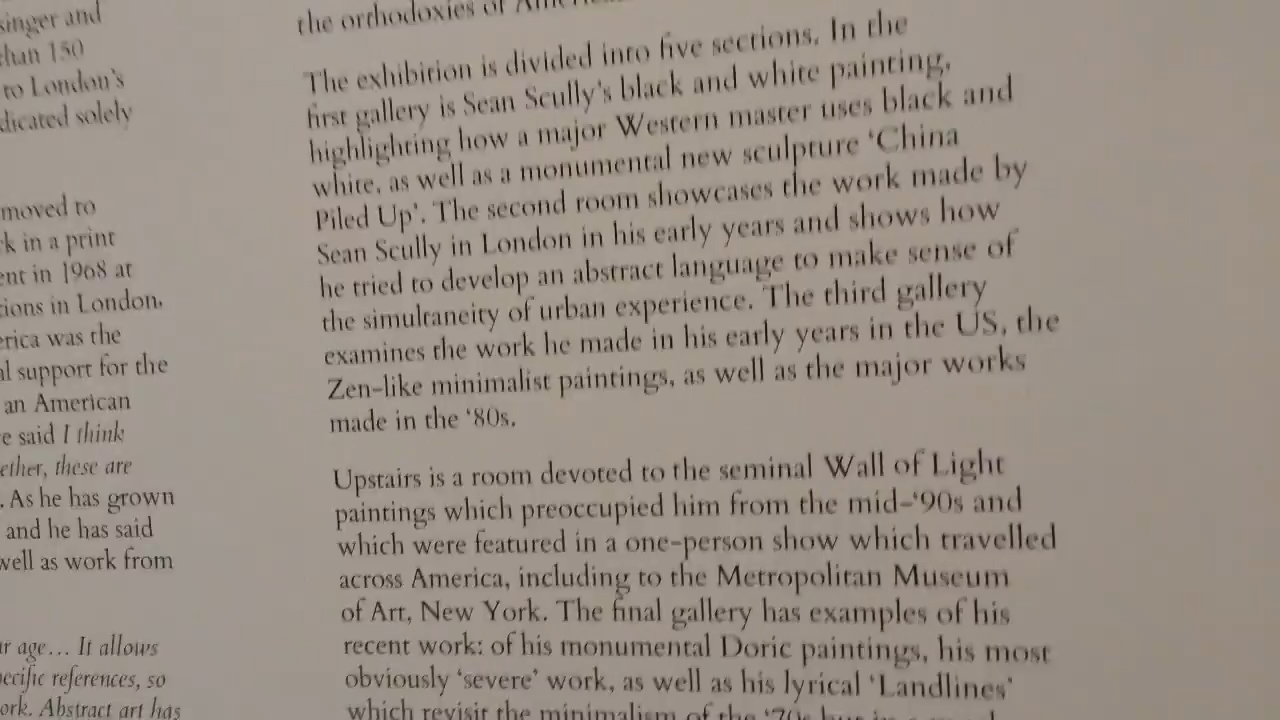 singer and
than 150
to London's
dicated solely
moved to
k in a print
ent in 1968 at
tions in London.
erica was the
al support for the
an American
e said I think
ether, these are
. As he has grown
and he has said
well as work from
ur age... It allows
pecific references, so
ork. Abstract art has
the orthodoxies of
The exhibition is divided into five sections. In the
first gallery is Sean Scully's black and white painting,
highlighting how a major Western master uses black and
white, as well as a monumental new sculpture 'China
Piled Up'. The second room showcases the work made by
Sean Scully in London in his early years and shows how
he tried to develop an abstract language to make sense of
the simultaneity of urban experience. The third gallery
examines the work he made in his early years in the US, the
Zen-like minimalist paintings, as well as the major works
made in the '80s.
Upstairs is a room devoted to the seminal Wall of Light
paintings which preoccupied him from the mid-'90s and
which were featured in a one-person show which travelled
across America, including to the Metropolitan Museum
of Art, New York. The final gallery has examples of his
recent work: of his monumental Doric paintings, his most
obviously 'severe' work, as well as his lyrical 'Landlines'
which revisit the minimalism of the '70s but in a